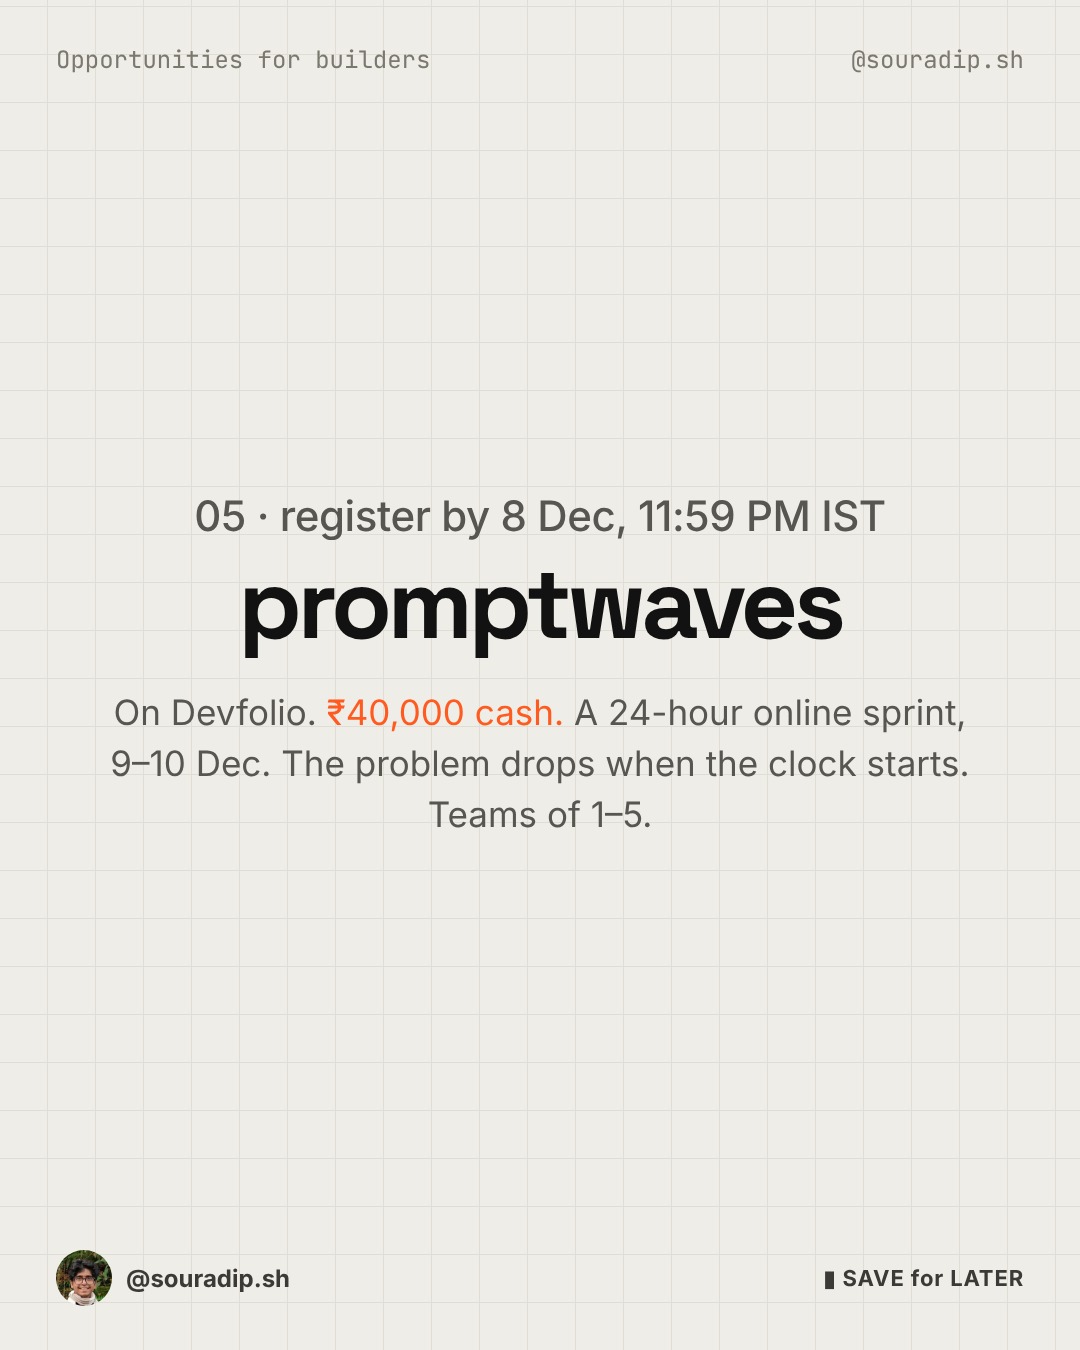 Opportunities for builders
@souradip.sh
05 · register by 8 Dec, 11:59 PM IST
promptwaves
On Devfolio. ₹40,000 cash. A 24-hour online sprint,
9–10 Dec. The problem drops when the clock starts.
Teams of 1–5.
@souradip.sh
SAVE for LATER